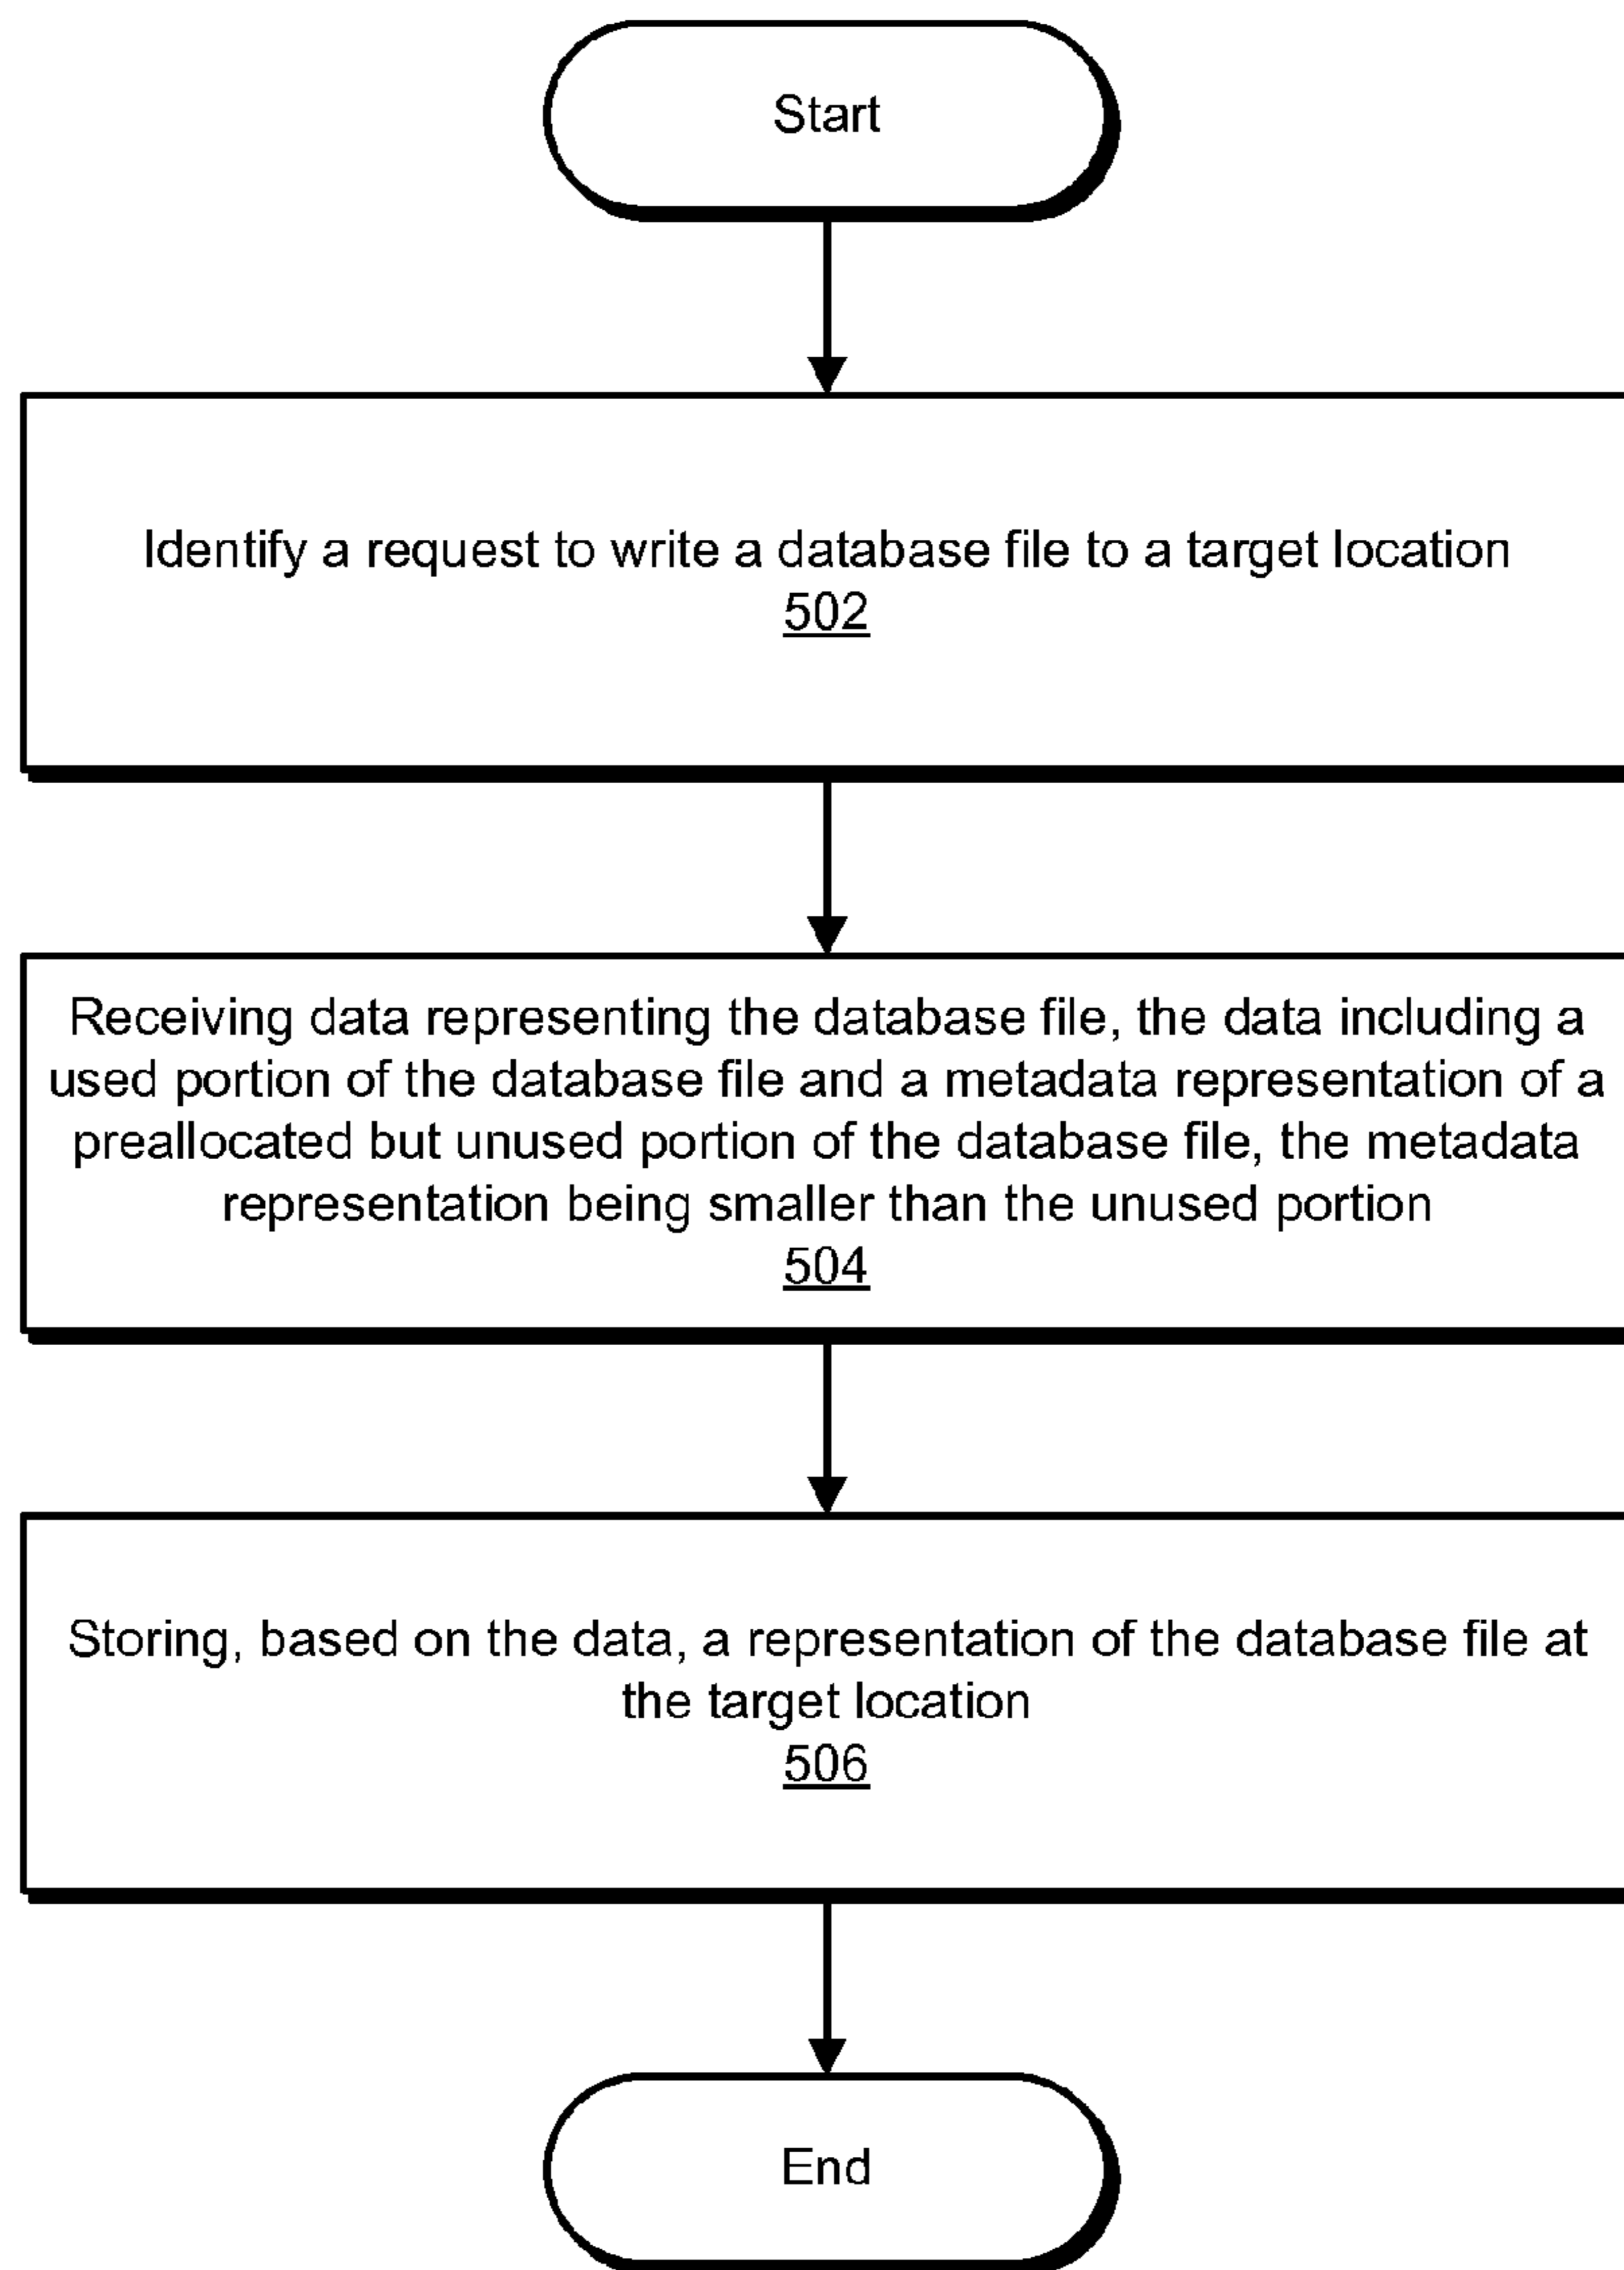 Start
Identify a request to write a database file to a target location
502
Receiving data representing the database file, the data including a
used portion of the database file and a metadata representation of a
preallocated but unused portion of the database file, the metadata
representation being smaller than the unused portion
504
Storing, based on the data, a representation of the database file at
the target location
506
End